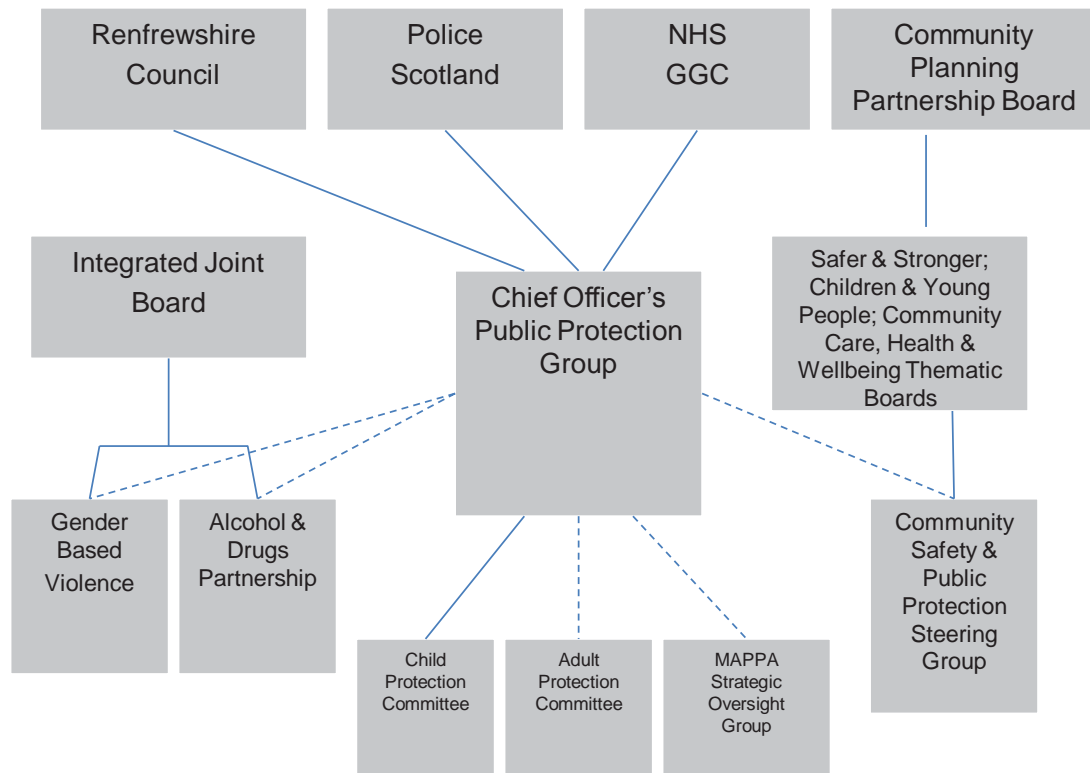 Renfrewshire
Council
Police
Scotland
NHS
GGC
Community
Planning
Partnership Board
Integrated Joint
Board
Chief Officer’s
Public Protection
Group
Safer & Stronger;
Children & Young
People; Community
Care, Health &
Wellbeing Thematic
Boards
Gender
Based
Violence
Alcohol &
Drugs
Partnership
Community
Safety &
Public
Protection
Steering
Group
Child
Protection
Committee
Adult
Protection
Committee
MAPPA
Strategic
Oversight
Group